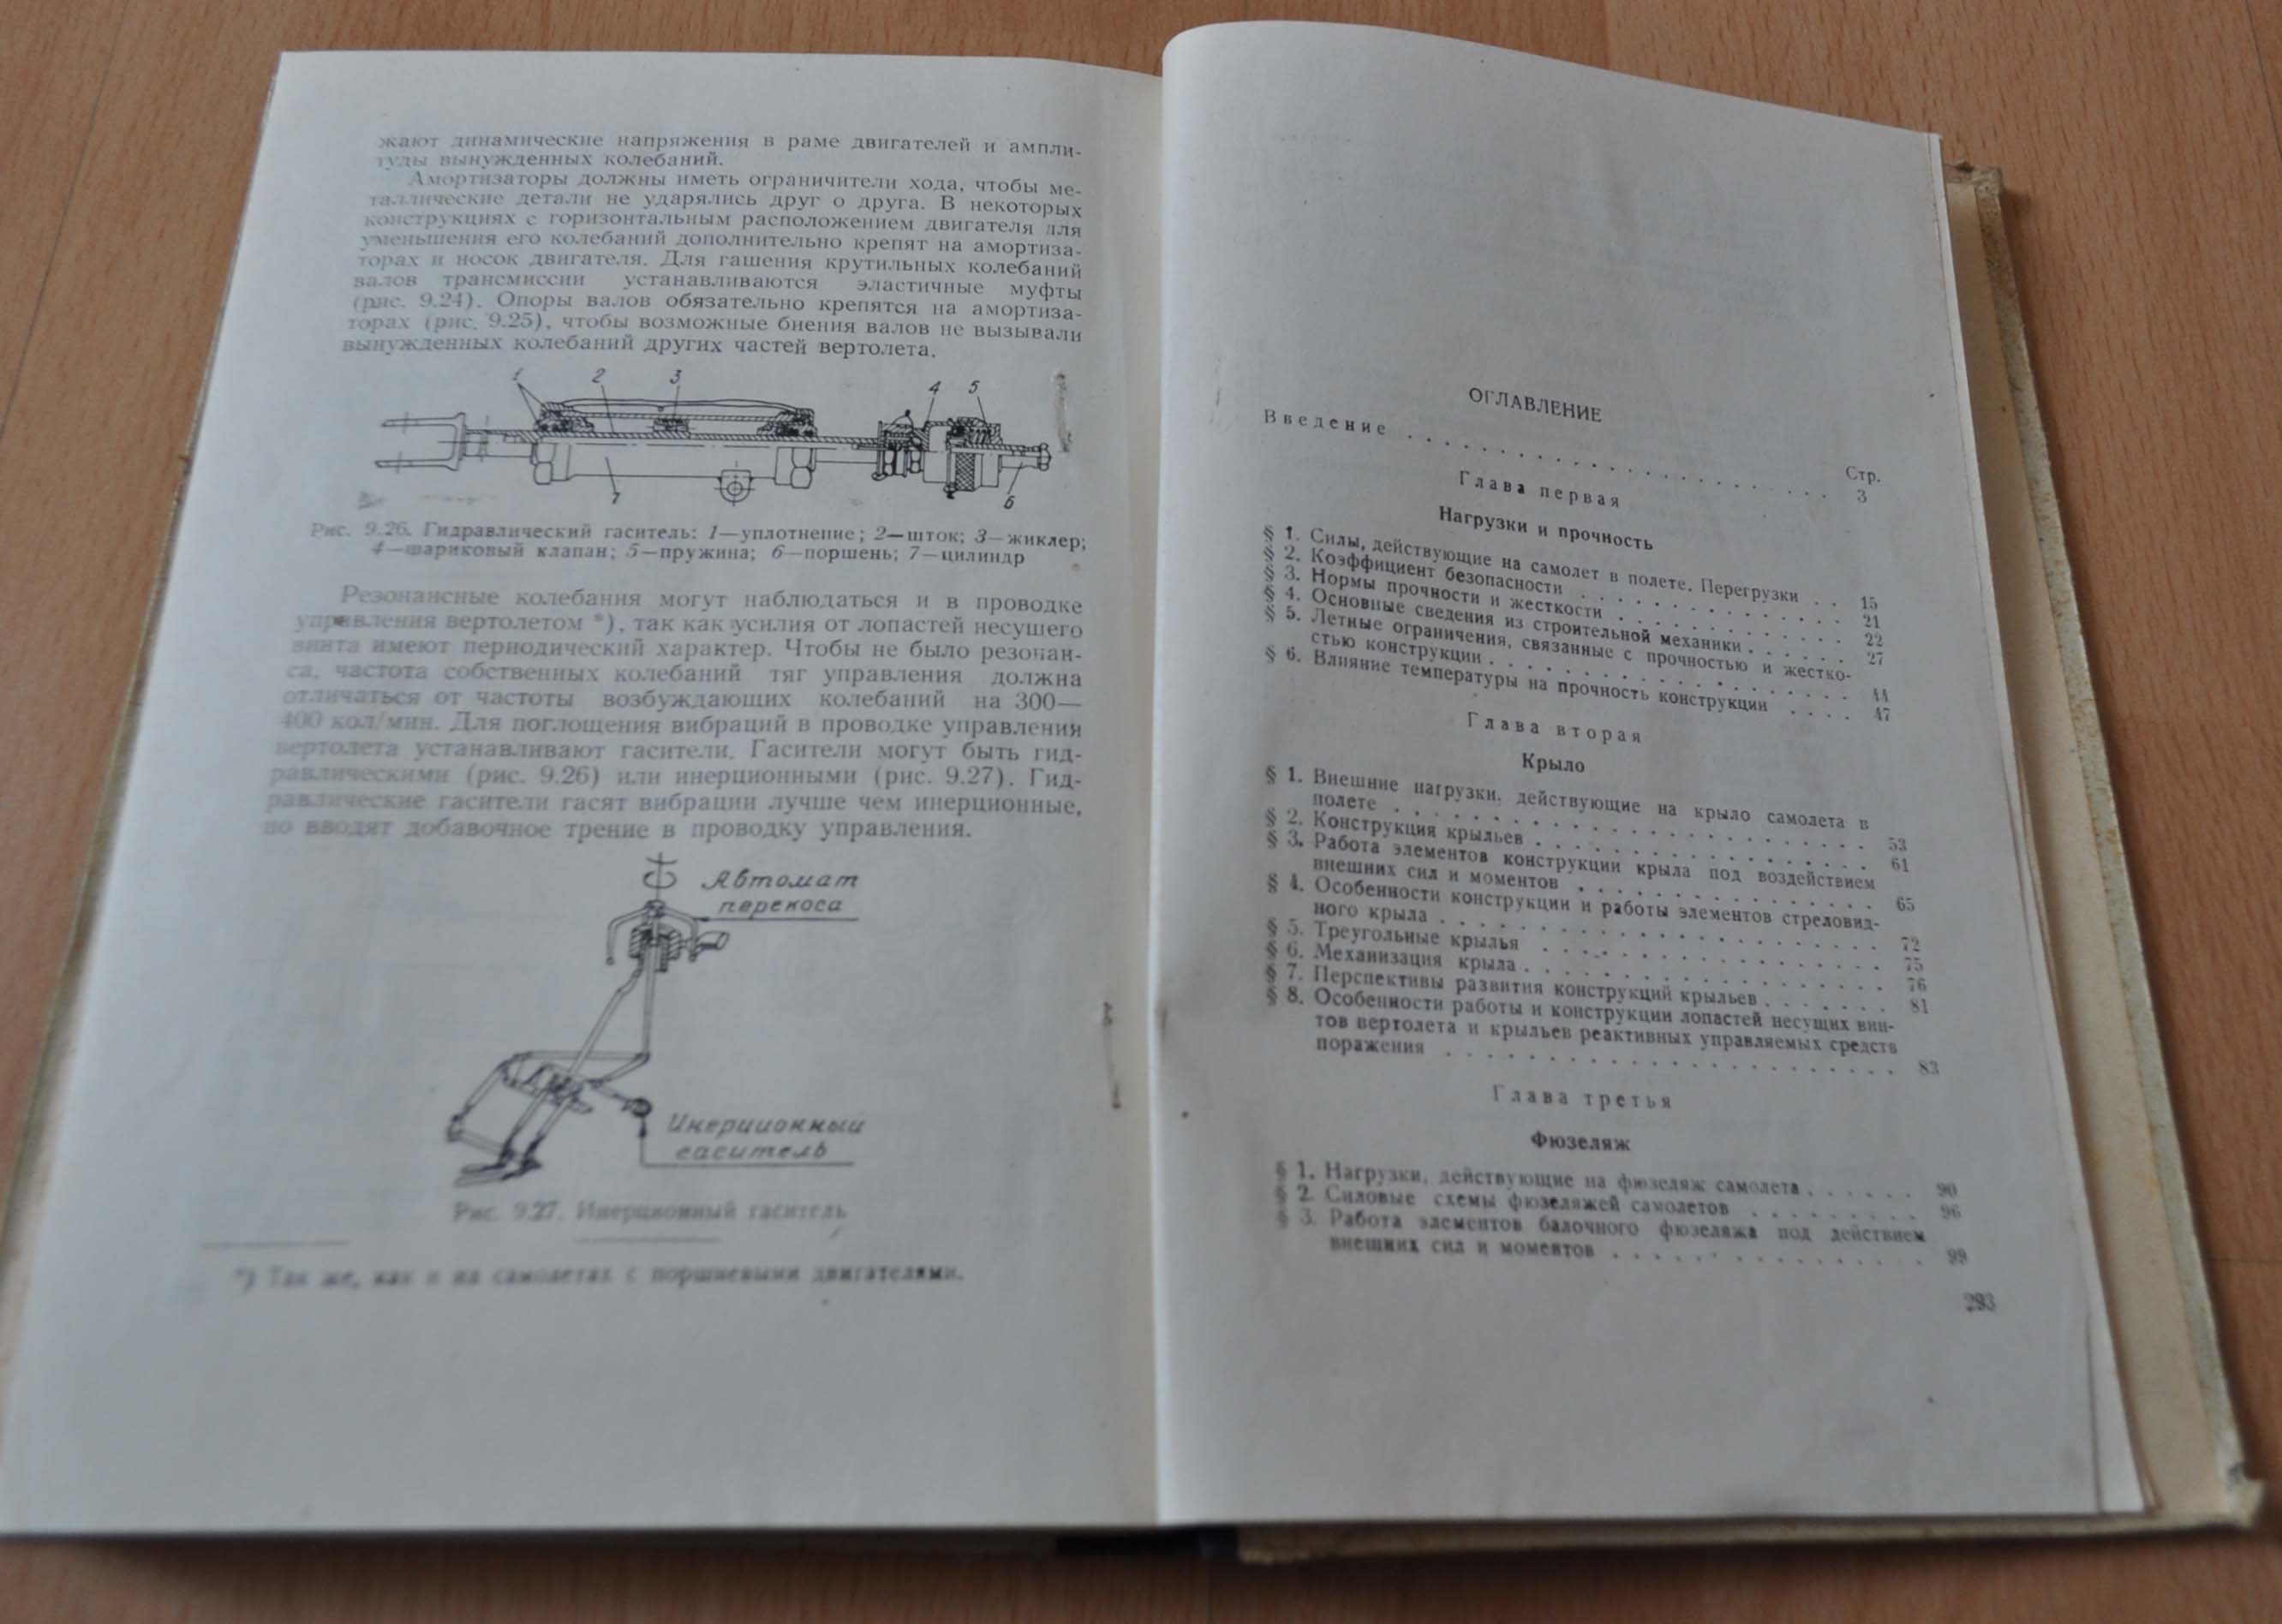 жают динамические напряжения в раме двигателей и ампли-
туды вынужденных колебаний.
Амортизаторы должны иметь ограничители хода, чтобы ме-
таллические детали не ударялись друг о друга. В некоторых
конструкциях с горизонтальным расположением двигателя для
уменьшения его колебаний дополнительно крепят на амортиза-
торах и носок двигателя. Для гашения крутильных колебаний
валов трансмиссии устанавливаются эластичные муфты
(рис. 9.24). Опоры валов обязательно крепятся на амортиза-
торах (рис. 9.25), чтобы возможные биения валов не вызывали
вынужденных колебаний других частей вертолета.
1 2 3 4 5
7 6
Рис. 9.26. Гидравлический гаситель: 1—уплотнение; 2—шток; 3—жиклер;
4—шариковый клапан; 5—пружина; 6—поршень; 7—цилиндр
Резонансные колебания могут наблюдаться и в проводке
управления вертолетом *), так как усилия от лопастей несущего
винта имеют периодический характер. Чтобы не было резонан-
са, частота собственных колебаний тяг управления должна
отличаться от частоты возбуждающих колебаний на 300—
400 кол/мин. Для поглощения вибраций в проводке управления
вертолета устанавливают гасители. Гасители могут быть гид-
равлическими (рис. 9.26) или инерционными (рис. 9.27). Гид-
равлические гасители гасят вибрации лучше чем инерционные,
но вводят добавочное трение в проводку управления.
Автомат
перекоса
Инерционный
гаситель
Рис. 9.27. Инерционный гаситель
*) Так же, как и на самолетах с поршневыми двигателями.
ОГЛАВЛЕНИЕ
Стр.
Введение . . . . . . . . . . . . . . . . . . . . 3
Глава первая
Нагрузки и прочность
§ 1. Силы, действующие на самолет в полете. Перегрузки . . 15
§ 2. Коэффициент безопасности . . . . . . . . . . . . . 21
§ 3. Нормы прочности и жесткости . . . . . . . . . . . . 22
§ 4. Основные сведения из строительной механики . . . . . . 27
§ 5. Летные ограничения, связанные с прочностью и жестко-
стью конструкции . . . . . . . . . . . . . . . . . 44
§ 6. Влияние температуры на прочность конструкции . . . . 47
Глава вторая
Крыло
§ 1. Внешние нагрузки, действующие на крыло самолета в
полете . . . . . . . . . . . . . . . . . . . . . . 53
§ 2. Конструкция крыльев . . . . . . . . . . . . . . . . 61
§ 3. Работа элементов конструкции крыла под воздействием
внешних сил и моментов . . . . . . . . . . . . . . 65
§ 4. Особенности конструкции и работы элементов стреловид-
ного крыла . . . . . . . . . . . . . . . . . . . . 72
§ 5. Треугольные крылья . . . . . . . . . . . . . . . . 75
§ 6. Механизация крыла . . . . . . . . . . . . . . . . . 76
§ 7. Перспективы развития конструкций крыльев . . . . . . . 81
§ 8. Особенности работы и конструкции лопастей несущих вин-
тов вертолета и крыльев реактивных управляемых средств
поражения . . . . . . . . . . . . . . . . . . . . . 83
Глава третья
Фюзеляж
§ 1. Нагрузки, действующие на фюзеляж самолета . . . . . . 90
§ 2. Силовые схемы фюзеляжей самолетов . . . . . . . . . 96
§ 3. Работа элементов балочного фюзеляжа под действием
внешних сил и моментов . . . . . . . . . . . . . . . 99
293